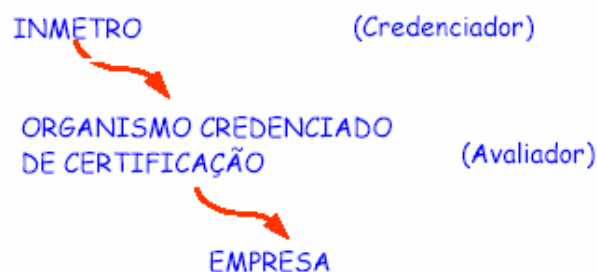 INMETRO (Credenciador)
ORGANISMO CREDENCIADO
DE CERTIFICAÇÃO (Avaliador)
EMPRESA